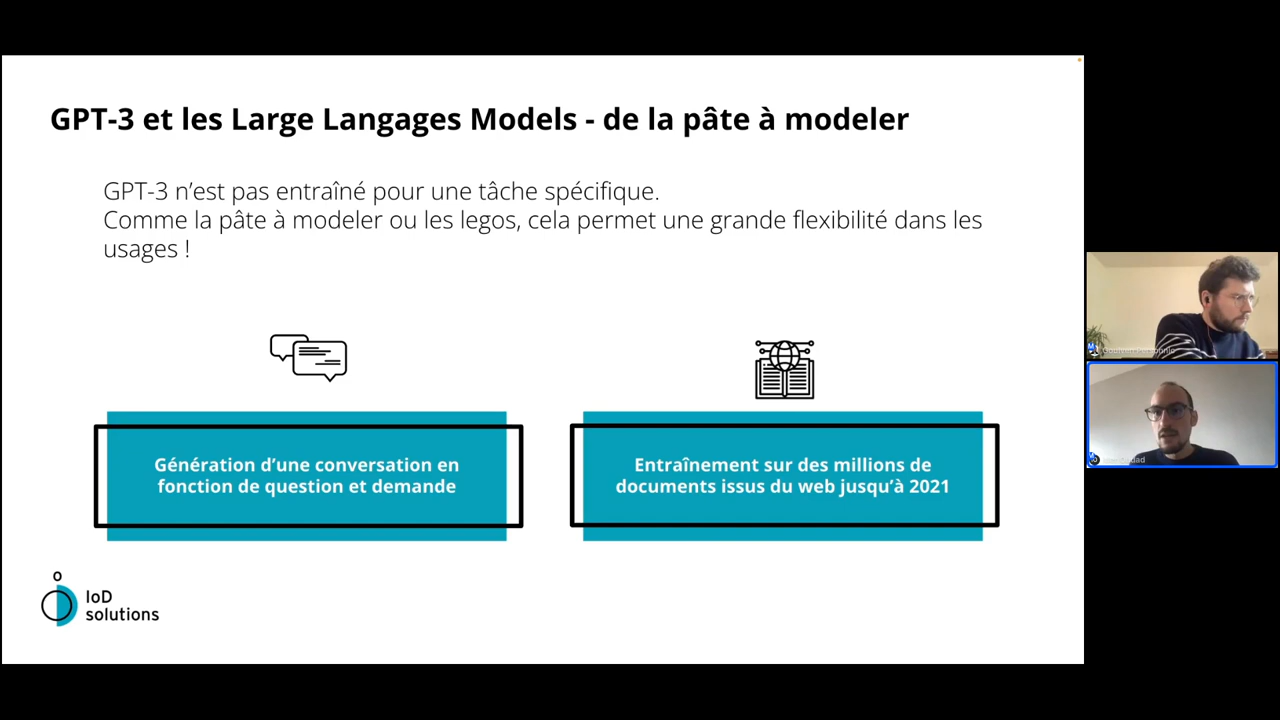 GPT-3 et les Large Langages Models - de la pâte à modeler
GPT-3 n’est pas entraîné pour une tâche spécifique.
Comme la pâte à modeler ou les legos, cela permet une grande flexibilité dans les
usages !
Génération d’une conversation en
fonction de question et demande
Entraînement sur des millions de
documents issus du web jusqu’à 2021
IoD
solutions